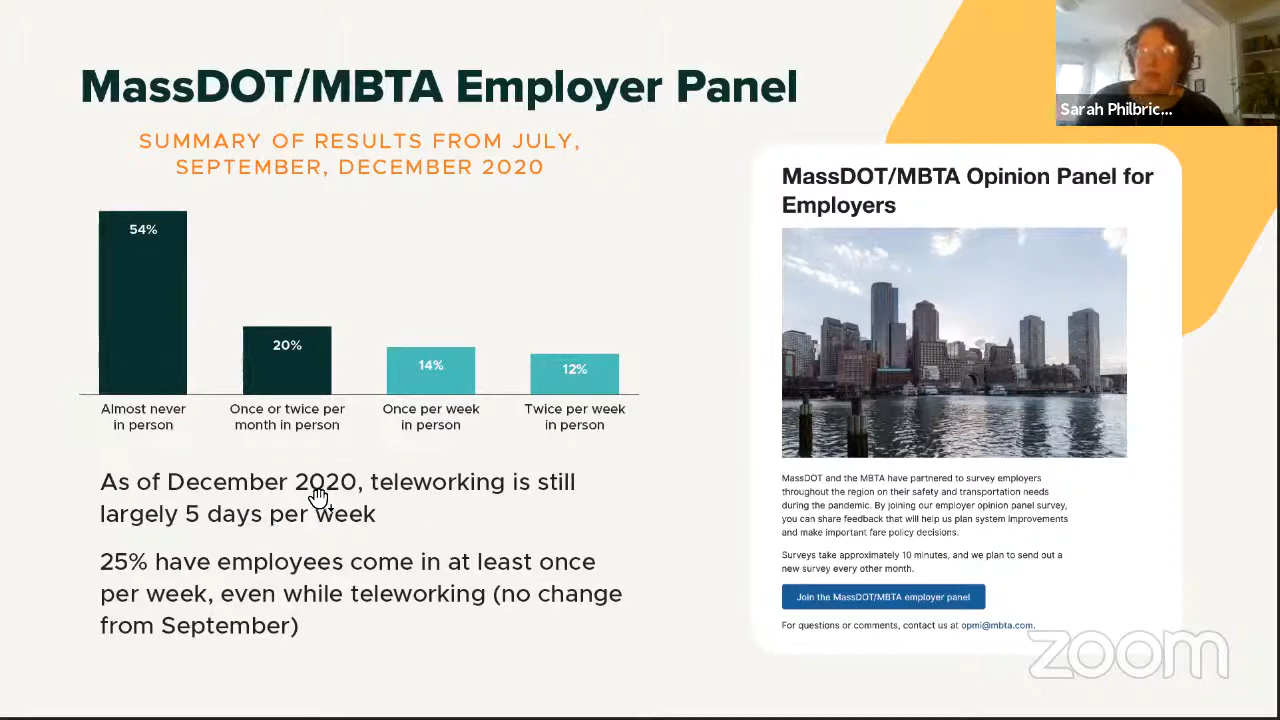 MassDOT/MBTA Employer Panel
SUMMARY OF RESULTS FROM JULY,
SEPTEMBER, DECEMBER 2020
54%
20%
14%
12%
Almost never
in person
Once or twice per
month in person
Once per week
in person
Twice per week
in person
As of December 2020, teleworking is still
largely 5 days per week
25% have employees come in at least once
per week, even while teleworking (no change
from September)
Sarah Philbric...
MassDOT/MBTA Opinion Panel for
Employers
MassDOT and the MBTA have partnered to survey employers
throughout the region on their safety and transportation needs
during the pandemic. By joining our employer opinion panel survey,
you can share feedback that will help us plan system improvements
and make important fare policy decisions.
Surveys take approximately 10 minutes, and we plan to send out a
new survey every other month.
Join the MassDOT/MBTA employer panel
For questions or comments, contact us at opmi@mbta.com.
zoom